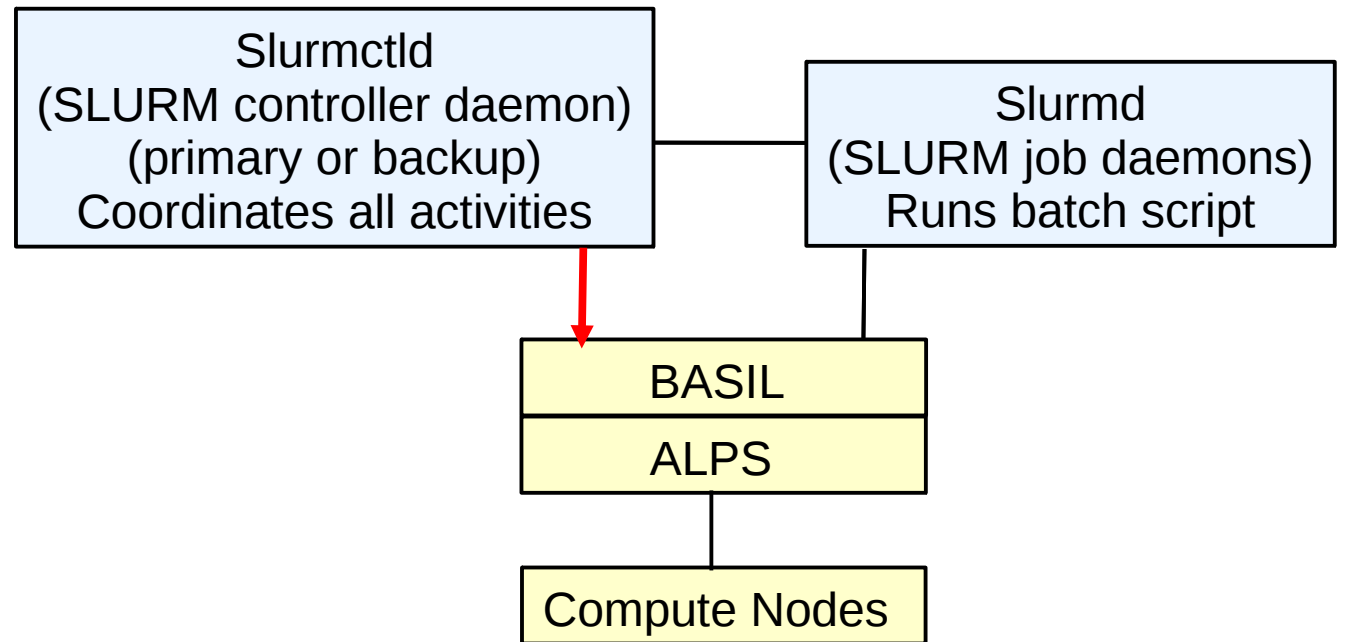 Slurmctld
(SLURM controller daemon)
(primary or backup)
Coordinates all activities
Slurmd
(SLURM job daemons)
Runs batch script
BASIL
ALPS
Compute Nodes